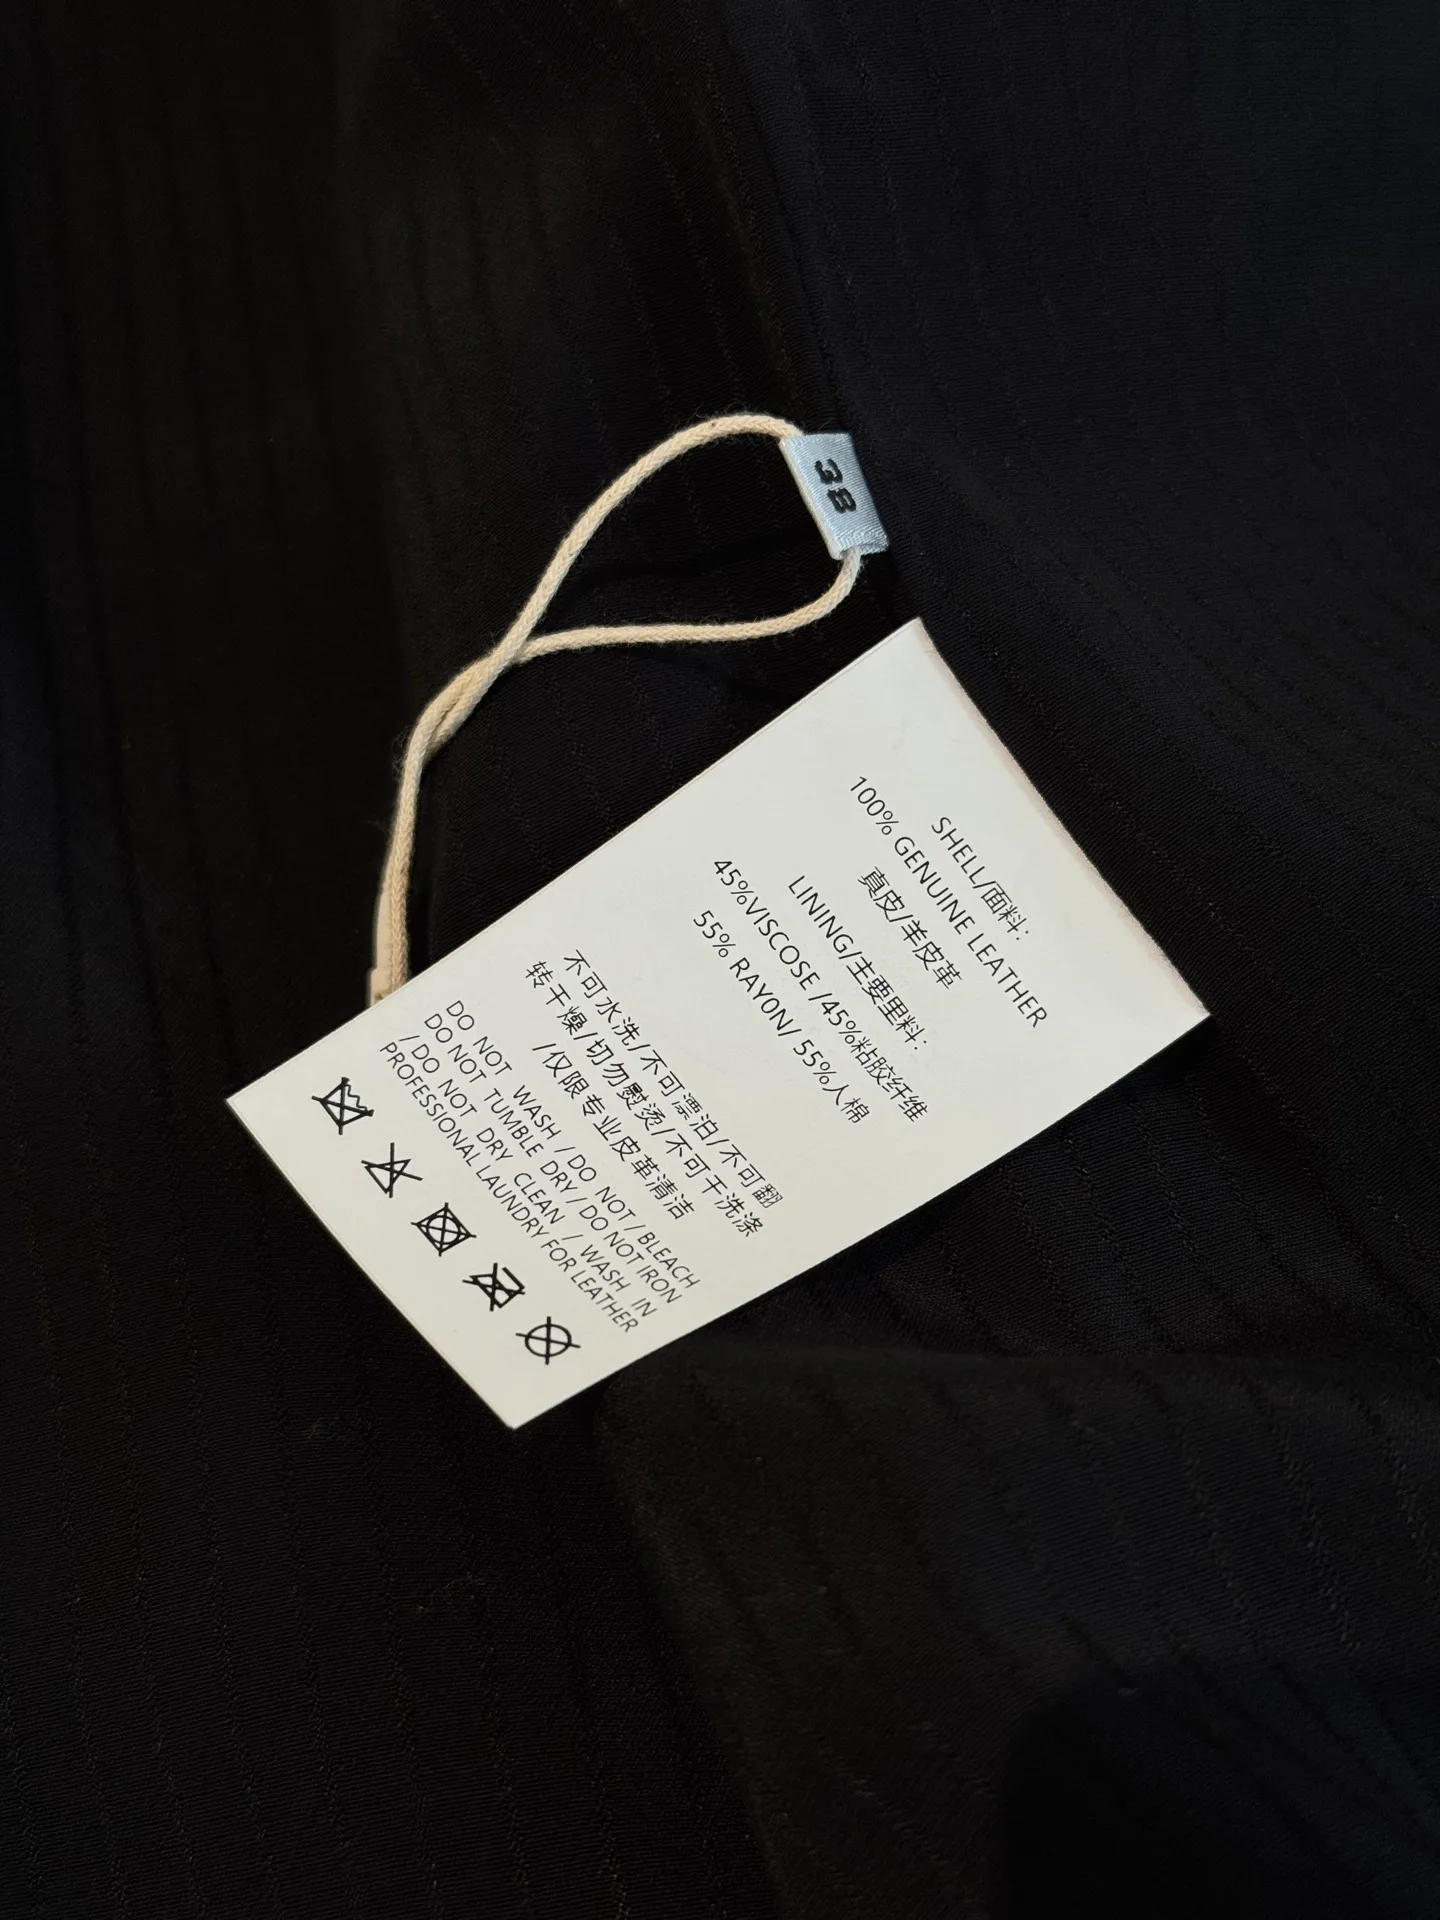 38
SHELL/面料:
100% GENUINE LEATHER
真皮/羊皮革
LINING/主要里料:
45%VISCOSE /45%粘胶纤维
55% RAYON/ 55%人棉
不可水洗/不可漂泊/不可翻
转干燥/切勿熨烫/不可干洗涤
/仅限专业皮革清洁
DO NOT WASH / DO NOT / BLEACH
DO NOT TUMBLE DRY / DO NOT IRON
/ DO NOT DRY CLEAN / WASH IN
PROFESSIONAL LAUNDRY FOR LEATHER